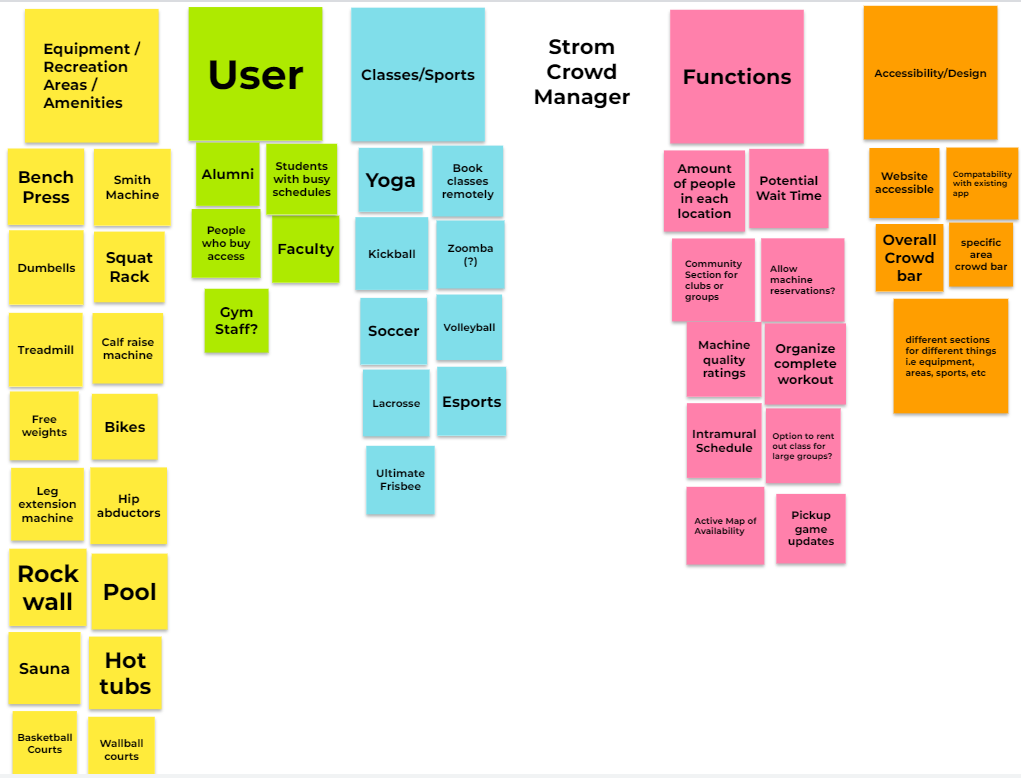 Equipment /
Recreation
Areas /
Amenities
Bench
Press
Smith
Machine
Dumbells
Squat
Rack
Treadmill
Calf raise
machine
Free
weights
Bikes
Leg
extension
machine
Hip
abductors
Rock
wall
Pool
Sauna
Hot
tubs
Basketball
Courts
Wallball
courts
User
Alumni
Students
with busy
schedules
People
who buy
access
Faculty
Gym
Staff?
Classes/Sports
Yoga
Book
classes
remotely
Kickball
Zoomba
(?)
Soccer
Volleyball
Lacrosse
Esports
Ultimate
Frisbee
Strom
Crowd
Manager
Functions
Amount
of people
in each
location
Potential
Wait Time
Community
Section for
clubs or
groups
Allow
machine
reservations?
Machine
quality
ratings
Organize
complete
workout
Intramural
Schedule
Option to rent
out class for
large groups?
Active Map of
Availability
Pickup
game
updates
Accessibility/Design
Website
accessible
Compatability
with existing
app
Overall
Crowd
bar
specific
area
crowd bar
different sections
for different things
i.e equipment,
areas, sports, etc